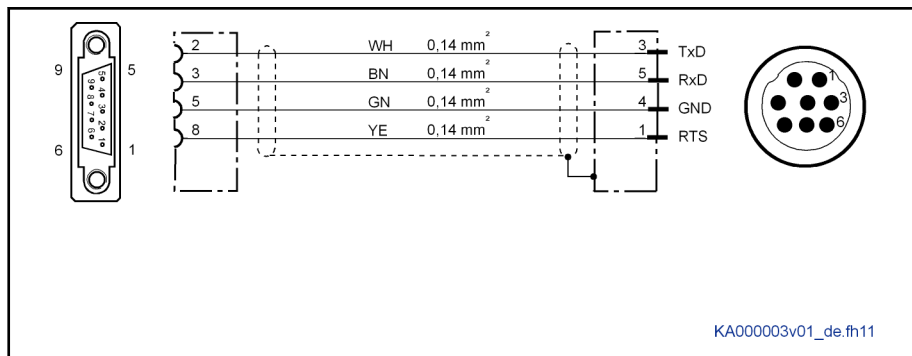 2 WH 0,14 mm² 3 TxD
3 BN 0,14 mm² 5 RxD
5 GN 0,14 mm² 4 GND
8 YE 0,14 mm² 1 RTS
9 5
6 1
5
9 4
8 3
7 2
6 1
1
3
6
KA000003v01_de.fh11